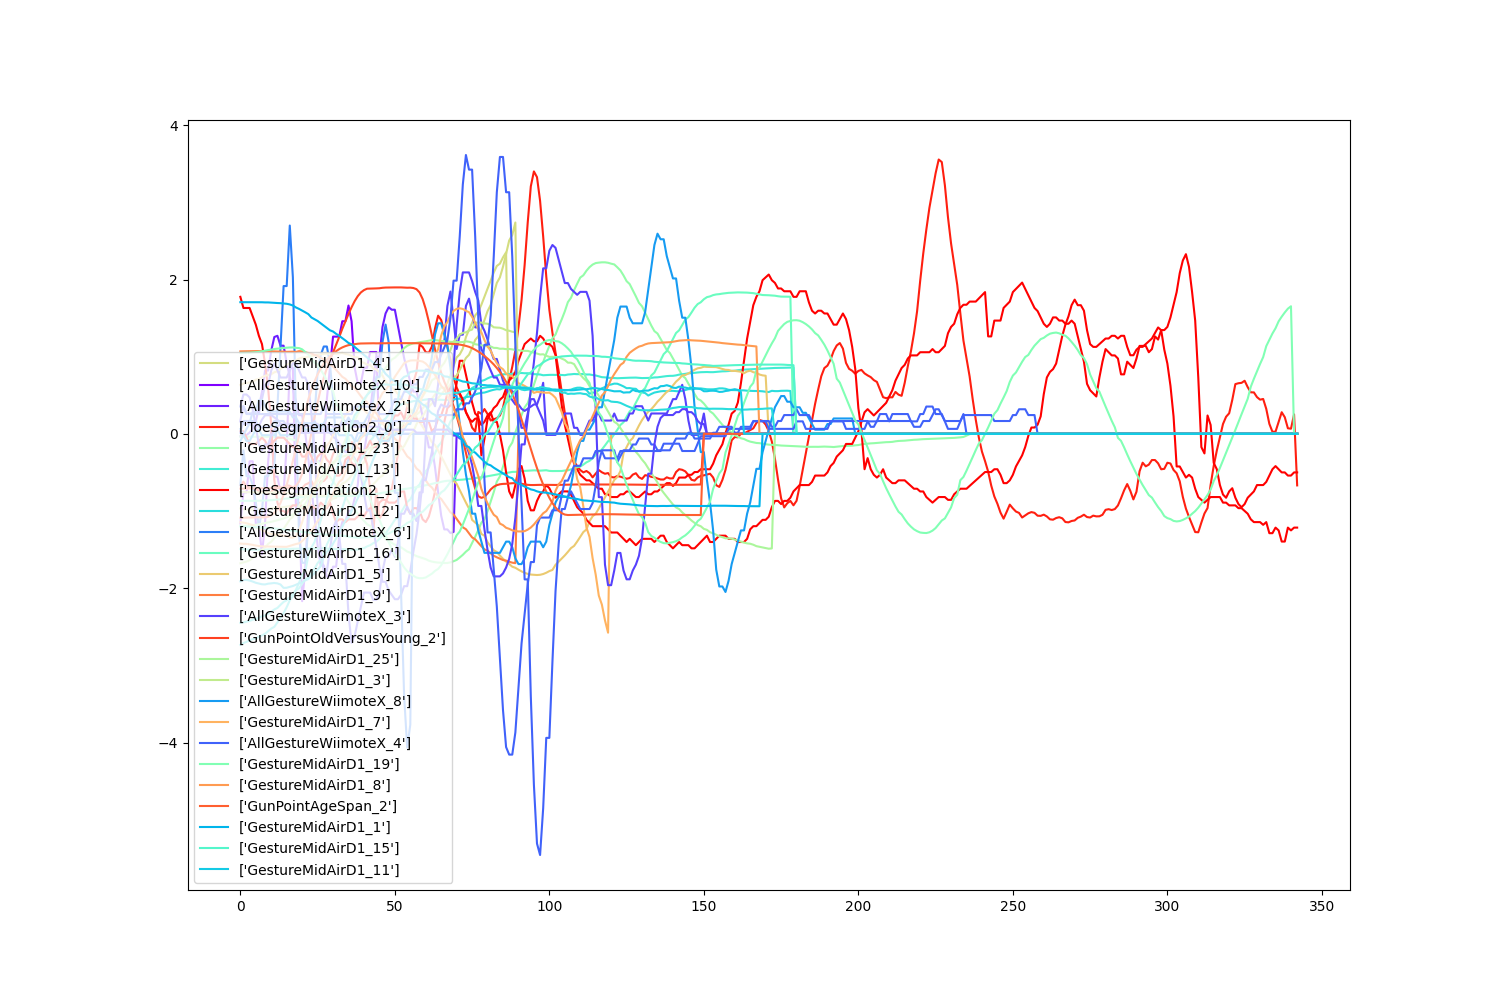 4
2
0
−2
−4
['GestureMidAirD1_4']
['AllGestureWiimoteX_10']
['AllGestureWiimoteX_2']
['ToeSegmentation2_0']
['GestureMidAirD1_23']
['GestureMidAirD1_13']
['ToeSegmentation2_1']
['GestureMidAirD1_12']
['AllGestureWiimoteX_6']
['GestureMidAirD1_16']
['GestureMidAirD1_5']
['GestureMidAirD1_9']
['AllGestureWiimoteX_3']
['GunPointOldVersusYoung_2']
['GestureMidAirD1_25']
['GestureMidAirD1_3']
['AllGestureWiimoteX_8']
['GestureMidAirD1_7']
['AllGestureWiimoteX_4']
['GestureMidAirD1_19']
['GestureMidAirD1_8']
['GunPointAgeSpan_2']
['GestureMidAirD1_1']
['GestureMidAirD1_15']
['GestureMidAirD1_11']
0 50 100 150 200 250 300 350